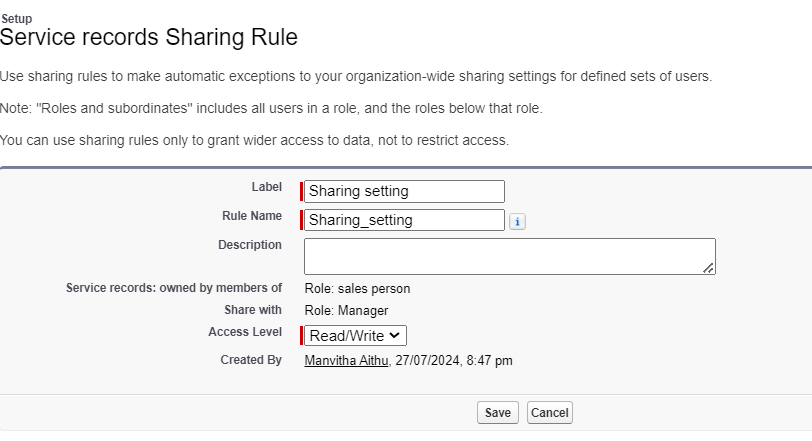 Setup
Service records Sharing Rule
Use sharing rules to make automatic exceptions to your organization-wide sharing settings for defined sets of users.
Note: "Roles and subordinates" includes all users in a role, and the roles below that role.
You can use sharing rules only to grant wider access to data, not to restrict access.
Label Sharing setting
Rule Name Sharing_setting i
Description
Service records: owned by members of Role: sales person
Share with Role: Manager
Access Level Read/Write
Created By Manvitha Aithu, 27/07/2024, 8:47 pm
Save Cancel